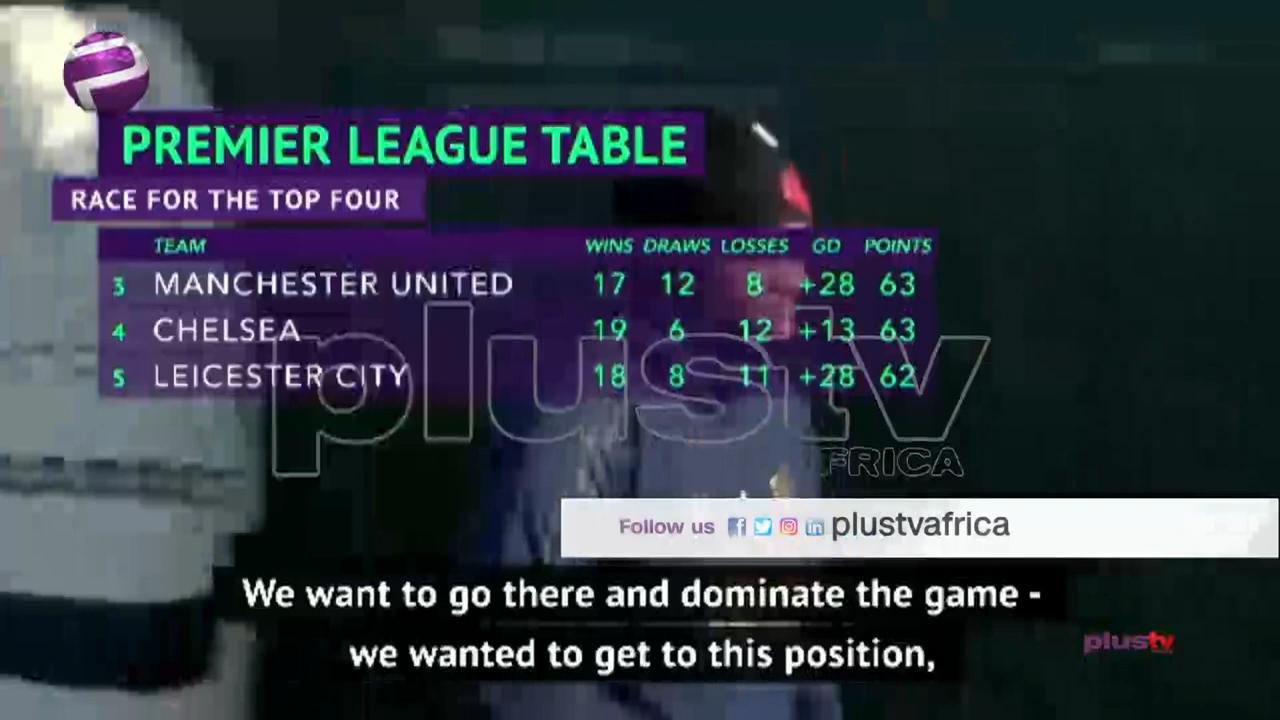 PREMIER LEAGUE TABLE
RACE FOR THE TOP FOUR
TEAM WINS DRAWS LOSSES GD POINTS
3 MANCHESTER UNITED 17 12 8 +28 63
4 CHELSEA 19 6 12 +13 63
5 LEICESTER CITY 18 8 11 +28 62
plustv
AFRICA
Follow us plustvafrica
We want to go there and dominate the game -
we wanted to get to this position,
plustv